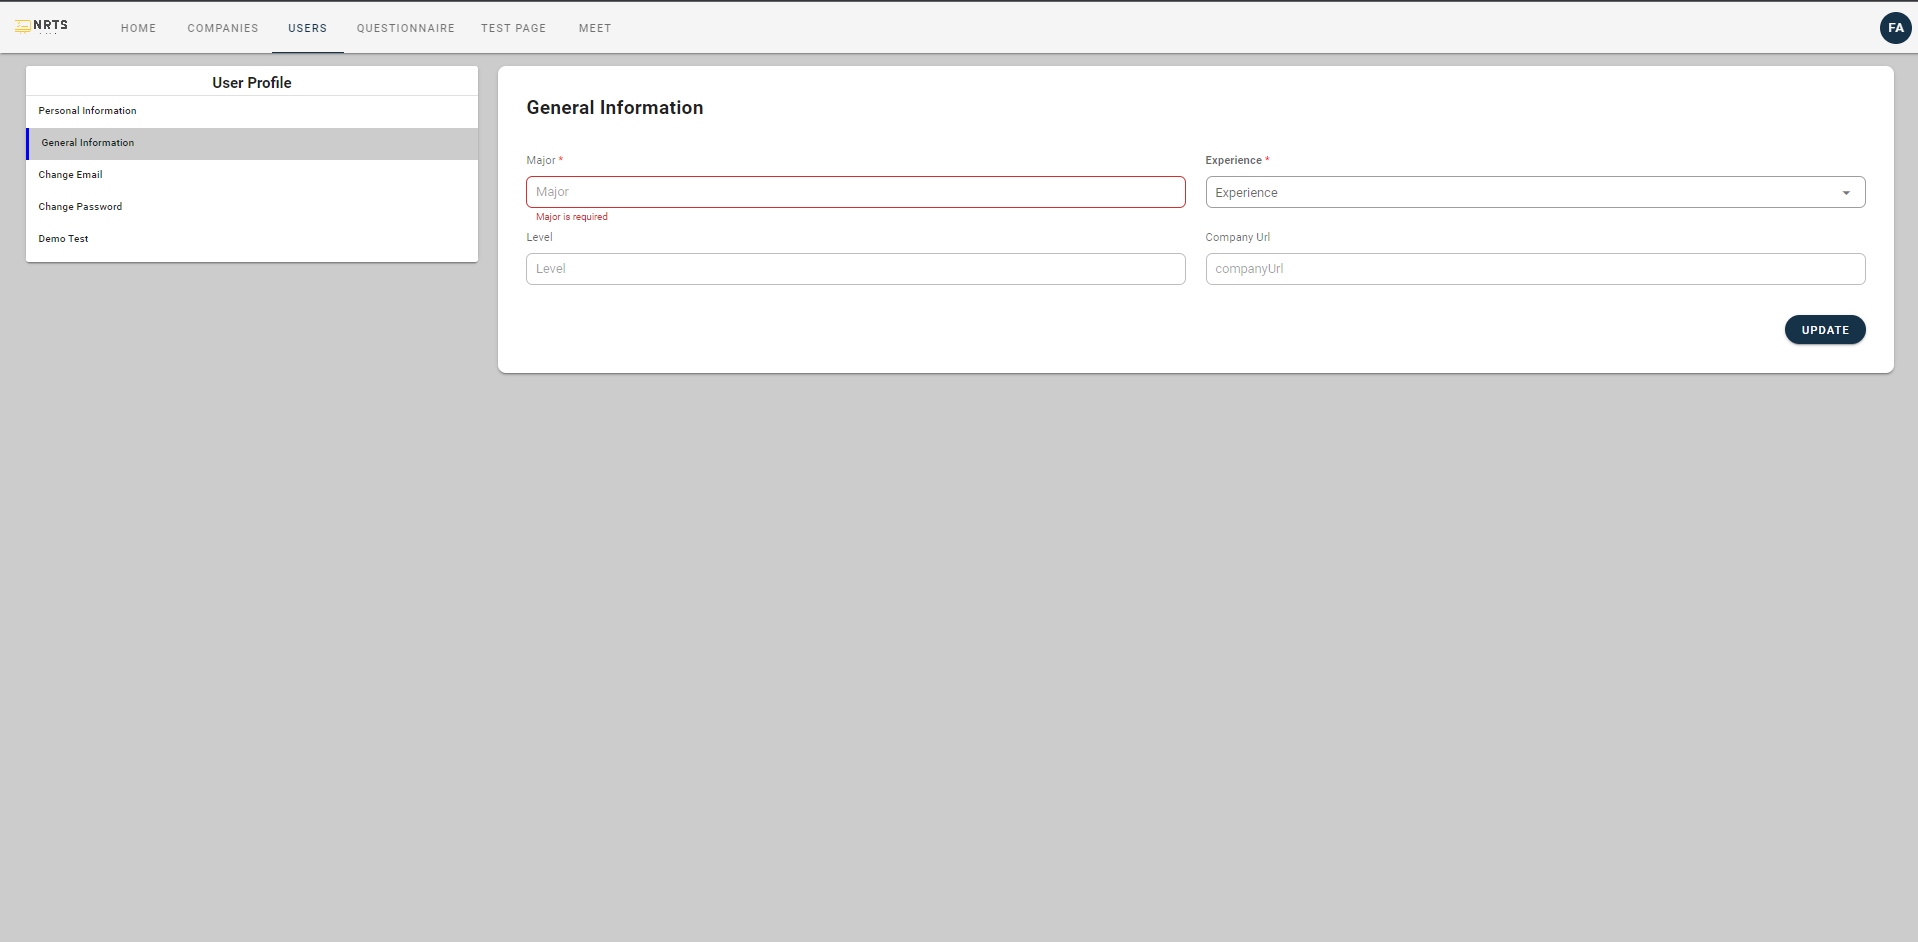 NRTS
HOME
COMPANIES
USERS
QUESTIONNAIRE
TEST PAGE
MEET
FA
User Profile
Personal Information
General Information
Change Email
Change Password
Demo Test
General Information
Major *
Experience *
Major
Experience
Major is required
Level
Company Url
Level
companyUrl
UPDATE